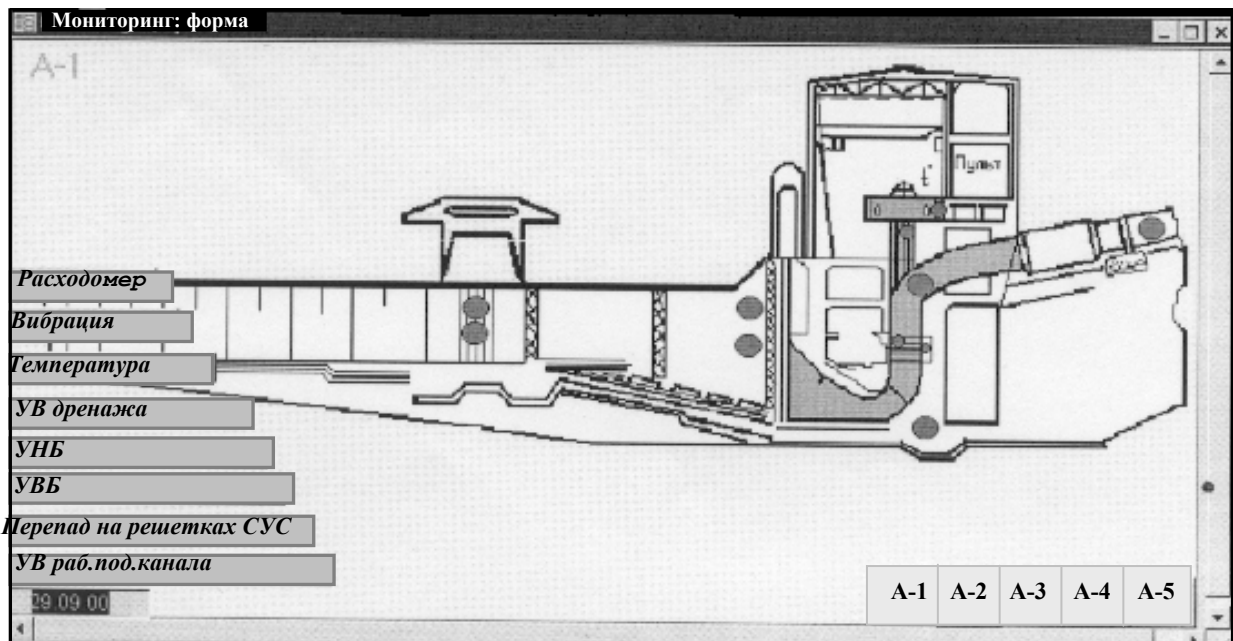 Мониторинг: форма
А-1
Пульт
t°
Расходомер
Вибрация
Температура
УВ дренажа
УНБ
УВБ
Перепад на решетках СУС
УВ раб.под.канала
29.09.00
А-1 А-2 А-3 А-4 А-5